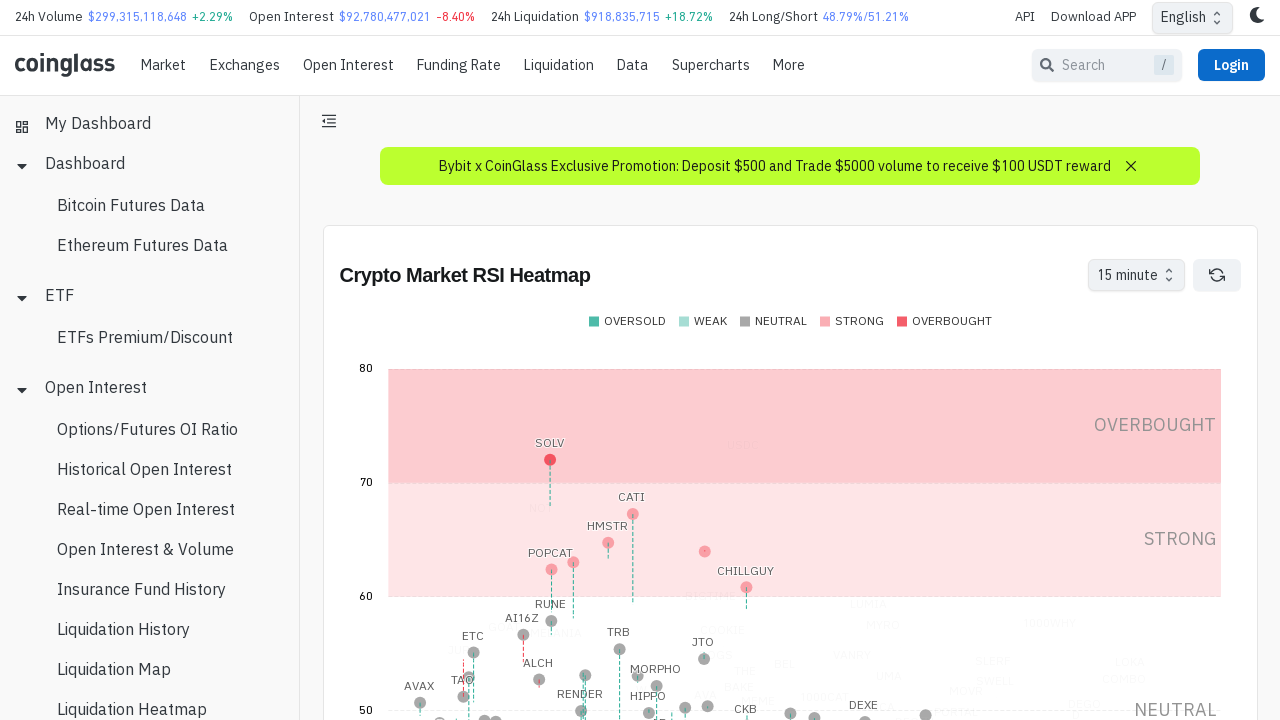 24h Volume $299,315,118,648 +2.29% Open Interest $92,780,477,021 -8.40% 24h Liquidation $918,835,715 +18.72% 24h Long/Short 48.79%/51.21% API Download APP English
coinglass Market Exchanges Open Interest Funding Rate Liquidation Data Supercharts More Search / Login
My Dashboard
Dashboard
Bitcoin Futures Data
Ethereum Futures Data
ETF
ETFs Premium/Discount
Open Interest
Options/Futures OI Ratio
Historical Open Interest
Real-time Open Interest
Open Interest & Volume
Insurance Fund History
Liquidation History
Liquidation Map
Liquidation Heatmap
Bybit x CoinGlass Exclusive Promotion: Deposit $500 and Trade $5000 volume to receive $100 USDT reward
Crypto Market RSI Heatmap
15 minute
OVERSOLD WEAK NEUTRAL STRONG OVERBOUGHT
80
OVERBOUGHT
SOLV
70
CATI
HMSTR
STRONG
POPCAT
CHILLGUY
60
RUNE
AI16Z
ETC
TRB
JTO
ALCH
MORPHO
TAO
AVAX
RENDER
HIPPO
DEXE
CKB
50
NEUTRAL